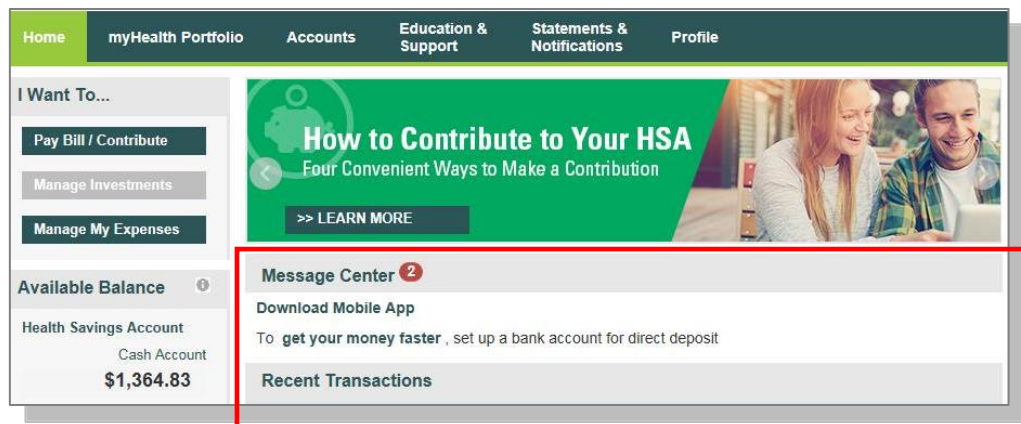 Home
myHealth Portfolio
Accounts
Education &
Support
Statements &
Notifications
Profile
I Want To...
Pay Bill / Contribute
Manage Investments
Manage My Expenses
Available Balance
Health Savings Account
Cash Account
$1,364.83
How to Contribute to Your HSA
Four Convenient Ways to Make a Contribution
>> LEARN MORE
Message Center 2
Download Mobile App
To get your money faster , set up a bank account for direct deposit
Recent Transactions